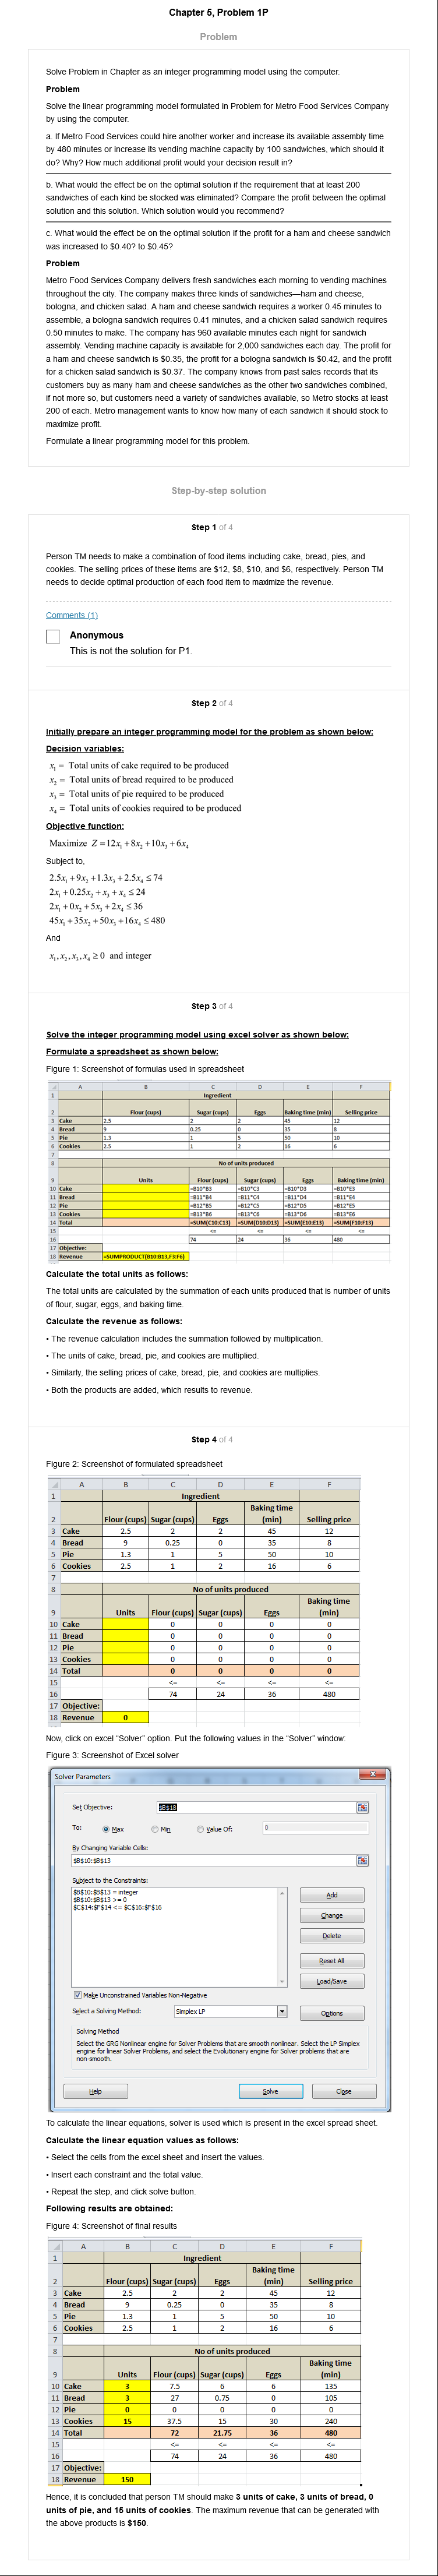 Chapter 5, Problem 1P
Problem
Solve Problem in Chapter as an integer programming model using the computer.
Problem
Solve the linear programming model formulated in Problem for Metro Food Services Company
by using the computer.
a. If Metro Food Services could hire another worker and increase its available assembly time
by 480 minutes or increase its vending machine capacity by 100 sandwiches, which should it
do? Why? How much additional profit would your decision result in?
b. What would the effect be on the optimal solution if the requirement that at least 200
sandwiches of each kind be stocked was eliminated? Compare the profit between the optimal
solution and this solution. Which solution would you recommend?
c. What would the effect be on the optimal solution if the profit for a ham and cheese sandwich
was increased to $0.40? to $0.45?
Problem
Metro Food Services Company delivers fresh sandwiches each morning to vending machines
throughout the city. The company makes three kinds of sandwiches—ham and cheese,
bologna, and chicken salad. A ham and cheese sandwich requires a worker 0.45 minutes to
assemble, a bologna sandwich requires 0.41 minutes, and a chicken salad sandwich requires
0.50 minutes to make. The company has 960 available minutes each night for sandwich
assembly. Vending machine capacity is available for 2,000 sandwiches each day. The profit for
a ham and cheese sandwich is $0.35, the profit for a bologna sandwich is $0.42, and the profit
for a chicken salad sandwich is $0.37. The company knows from past sales records that its
customers buy as many ham and cheese sandwiches as the other two sandwiches combined,
if not more so, but customers need a variety of sandwiches available, so Metro stocks at least
200 of each. Metro management wants to know how many of each sandwich it should stock to
maximize profit.
Formulate a linear programming model for this problem.
Step-by-step solution
Step 1 of 4
Person TM needs to make a combination of food items including cake, bread, pies, and
cookies. The selling prices of these items are $12, $8, $10, and $6, respectively. Person TM
needs to decide optimal production of each food item to maximize the revenue.
Comments (1)
Anonymous
This is not the solution for P1.
Step 2 of 4
Initially prepare an integer programming model for the problem as shown below:
Decision variables:
x₁ = Total units of cake required to be produced
x₂ = Total units of bread required to be produced
x₃ = Total units of pie required to be produced
x₄ = Total units of cookies required to be produced
Objective function:
Maximize Z = 12x₁ + 8x₂ + 10x₃ + 6x₄
Subject to,
2.5x₁ + 9x₂ + 1.3x₃ + 2.5x₄ ≤ 74
2x₁ + 0.25x₂ + x₃ + x₄ ≤ 24
2x₁ + 0x₂ + 5x₃ + 2x₄ ≤ 36
45x₁ + 35x₂ + 50x₃ + 16x₄ ≤ 480
And
x₁, x₂, x₃, x₄ ≥ 0 and integer
Step 3 of 4
Solve the integer programming model using excel solver as shown below:
Formulate a spreadsheet as shown below:
Figure 1: Screenshot of formulas used in spreadsheet
A B C D E F
1 Ingredient
2 Flour (cups) Sugar (cups) Eggs Baking time (min) Selling price
3 Cake 2.5 2 2 45 12
4 Bread 9 0.25 0 35 8
5 Pie 1.3 1 5 50 10
6 Cookies 2.5 1 2 16 6
7
8 No of units produced
9 Units Flour (cups) Sugar (cups) Eggs Baking time (min)
10 Cake =B10*B3 =B10*C3 =B10*D3 =B10*E3
11 Bread =B11*B4 =B11*C4 =B11*D4 =B11*E4
12 Pie =B12*B5 =B12*C5 =B12*D5 =B12*E5
13 Cookies =B13*B6 =B13*C6 =B13*D6 =B13*E6
14 Total =SUM(C10:C13) =SUM(D10:D13) =SUM(E10:E13) =SUM(F10:F13)
15 <= <= <= <=
16 74 24 36 480
17 Objective:
18 Revenue =SUMPRODUCT(B10:B13,F3:F6)
Calculate the total units as follows:
The total units are calculated by the summation of each units produced that is number of units
of flour, sugar, eggs, and baking time.
Calculate the revenue as follows:
• The revenue calculation includes the summation followed by multiplication.
• The units of cake, bread, pie, and cookies are multiplied.
• Similarly, the selling prices of cake, bread, pie, and cookies are multiplies.
• Both the products are added, which results to revenue.
Step 4 of 4
Figure 2: Screenshot of formulated spreadsheet
A B C D E F
1 Ingredient
Baking time
2 Flour (cups) Sugar (cups) Eggs (min) Selling price
3 Cake 2.5 2 2 45 12
4 Bread 9 0.25 0 35 8
5 Pie 1.3 1 5 50 10
6 Cookies 2.5 1 2 16 6
7
8 No of units produced
Baking time
9 Units Flour (cups) Sugar (cups) Eggs (min)
10 Cake 0 0 0 0
11 Bread 0 0 0 0
12 Pie 0 0 0 0
13 Cookies 0 0 0 0
14 Total 0 0 0 0
15 <= <= <= <=
16 74 24 36 480
17 Objective:
18 Revenue 0
Now, click on excel “Solver” option. Put the following values in the “Solver” window:
Figure 3: Screenshot of Excel solver
Solver Parameters
Set Objective: $B$18
To: Max Min Value Of: 0
By Changing Variable Cells:
$B$10:$B$13
Subject to the Constraints:
$B$10:$B$13 = integer
$B$10:$B$13 >= 0
$C$14:$F$14 <= $C$16:$F$16
Add
Change
Delete
Reset All
Load/Save
Make Unconstrained Variables Non-Negative
Select a Solving Method: Simplex LP Options
Solving Method
Select the GRG Nonlinear engine for Solver Problems that are smooth nonlinear. Select the LP Simplex
engine for linear Solver Problems, and select the Evolutionary engine for Solver problems that are
non-smooth.
Help Solve Close
To calculate the linear equations, solver is used which is present in the excel spread sheet.
Calculate the linear equation values as follows:
• Select the cells from the excel sheet and insert the values.
• Insert each constraint and the total value.
• Repeat the step, and click solve button.
Following results are obtained:
Figure 4: Screenshot of final results
A B C D E F
1 Ingredient
Baking time
2 Flour (cups) Sugar (cups) Eggs (min) Selling price
3 Cake 2.5 2 2 45 12
4 Bread 9 0.25 0 35 8
5 Pie 1.3 1 5 50 10
6 Cookies 2.5 1 2 16 6
7
8 No of units produced
Baking time
9 Units Flour (cups) Sugar (cups) Eggs (min)
10 Cake 3 7.5 6 6 135
11 Bread 3 27 0.75 0 105
12 Pie 0 0 0 0 0
13 Cookies 15 37.5 15 30 240
14 Total 72 21.75 36 480
15 <= <= <= <=
16 74 24 36 480
17 Objective:
18 Revenue 150
Hence, it is concluded that person TM should make 3 units of cake, 3 units of bread, 0
units of pie, and 15 units of cookies. The maximum revenue that can be generated with
the above products is $150.